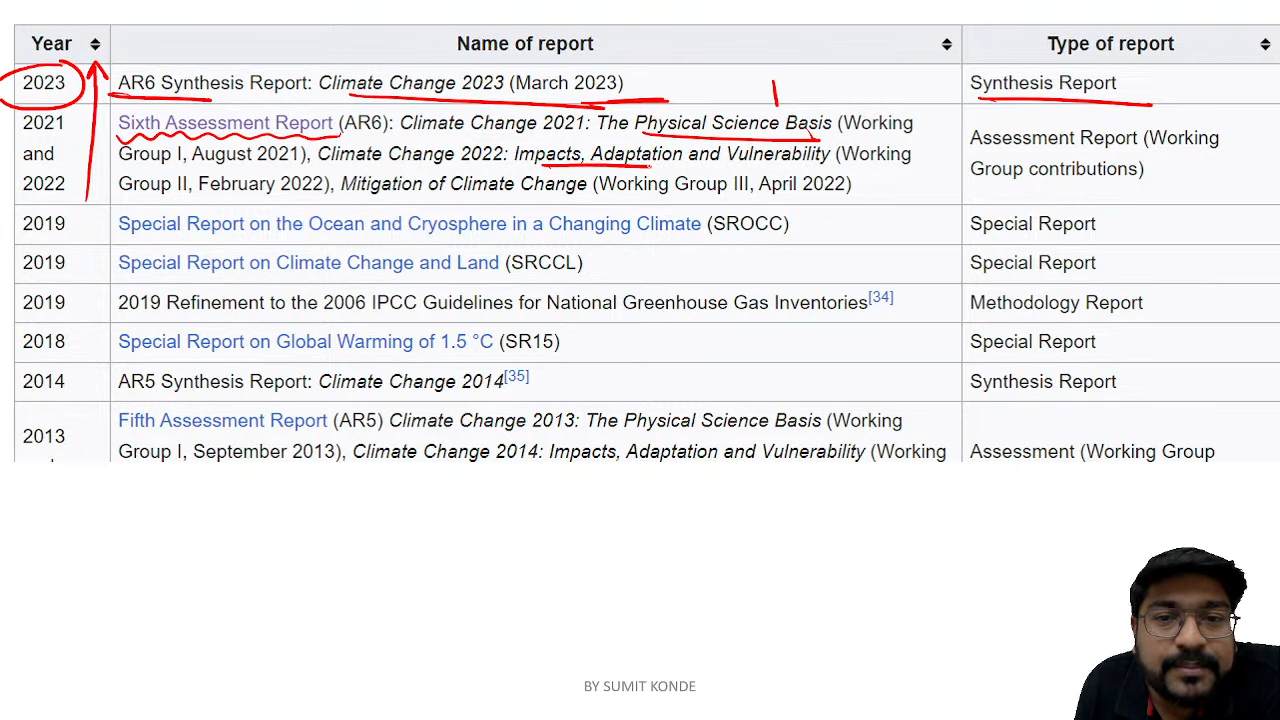 Year Name of report Type of report
2023 AR6 Synthesis Report: Climate Change 2023 (March 2023) Synthesis Report
2021 and 2022
Sixth Assessment Report (AR6): Climate Change 2021: The Physical Science Basis (Working
Group I, August 2021), Climate Change 2022: Impacts, Adaptation and Vulnerability (Working
Group II, February 2022), Mitigation of Climate Change (Working Group III, April 2022)
Assessment Report (Working
Group contributions)
2019 Special Report on the Ocean and Cryosphere in a Changing Climate (SROCC) Special Report
2019 Special Report on Climate Change and Land (SRCCL) Special Report
2019 2019 Refinement to the 2006 IPCC Guidelines for National Greenhouse Gas Inventories[34] Methodology Report
2018 Special Report on Global Warming of 1.5 °C (SR15) Special Report
2014 AR5 Synthesis Report: Climate Change 2014[35] Synthesis Report
2013
Fifth Assessment Report (AR5) Climate Change 2013: The Physical Science Basis (Working
Group I, September 2013), Climate Change 2014: Impacts, Adaptation and Vulnerability (Working
Assessment (Working Group
BY SUMIT KONDE